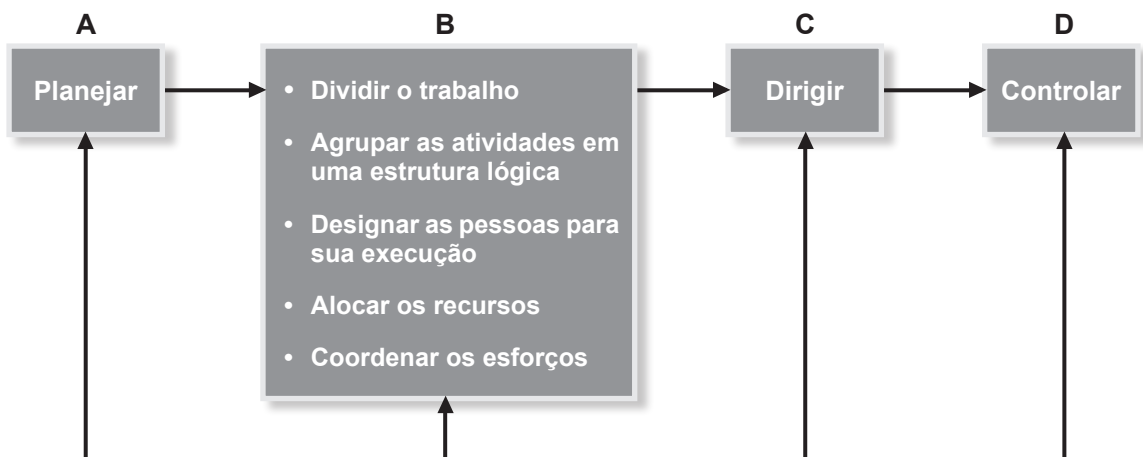 A
B
C
D
Planejar
• Dividir o trabalho
• Agrupar as atividades em
uma estrutura lógica
• Designar as pessoas para
sua execução
• Alocar os recursos
• Coordenar os esforços
Dirigir
Controlar